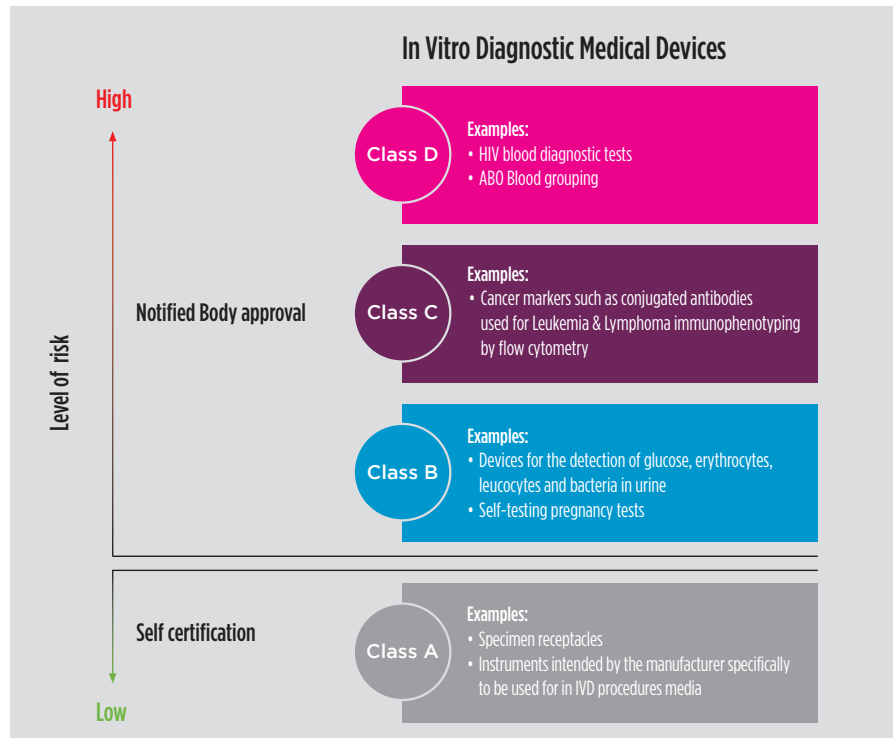 In Vitro Diagnostic Medical Devices
High
Class D
Examples:
• HIV blood diagnostic tests
• ABO Blood grouping
Level of risk
Notified Body approval
Class C
Examples:
• Cancer markers such as conjugated antibodies
used for Leukemia & Lymphoma immunophenotyping
by flow cytometry
Class B
Examples:
• Devices for the detection of glucose, erythrocytes,
leucocytes and bacteria in urine
• Self-testing pregnancy tests
Self certification
Class A
Examples:
• Specimen receptacles
• Instruments intended by the manufacturer specifically
to be used for in IVD procedures media
Low